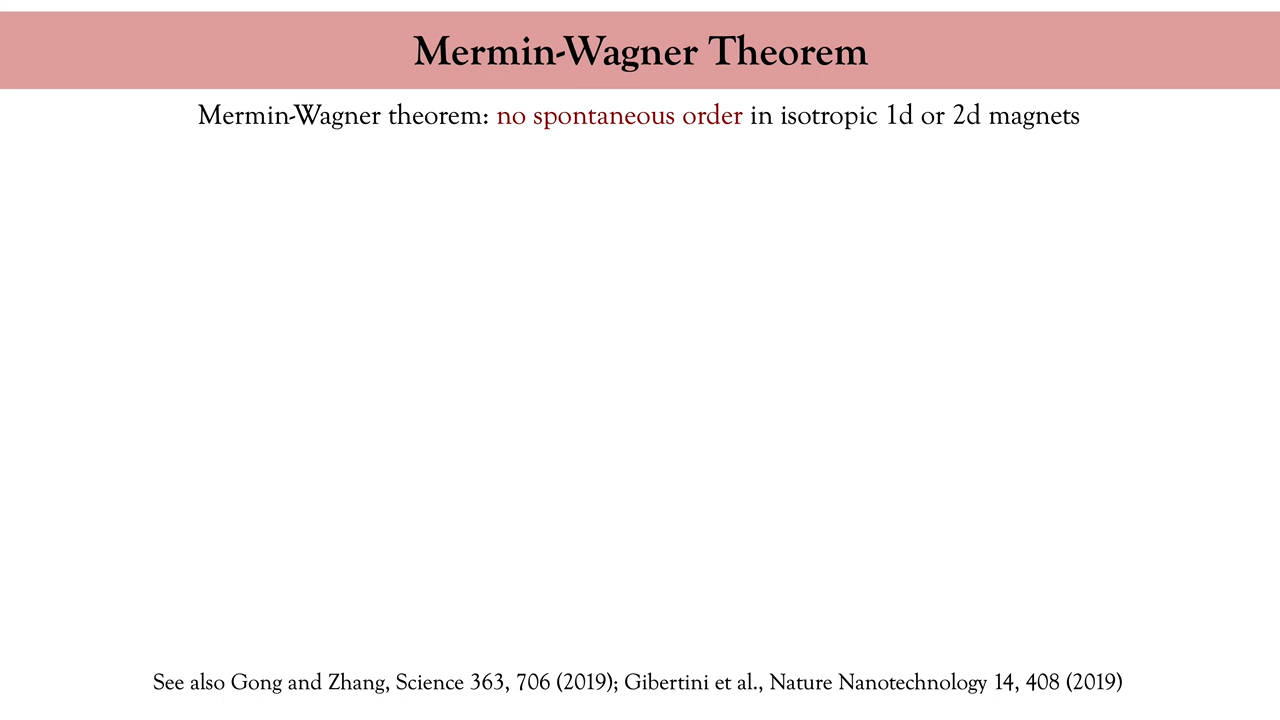 Mermin-Wagner Theorem
Mermin-Wagner theorem: no spontaneous order in isotropic 1d or 2d magnets
See also Gong and Zhang, Science 363, 706 (2019); Gibertini et al., Nature Nanotechnology 14, 408 (2019)